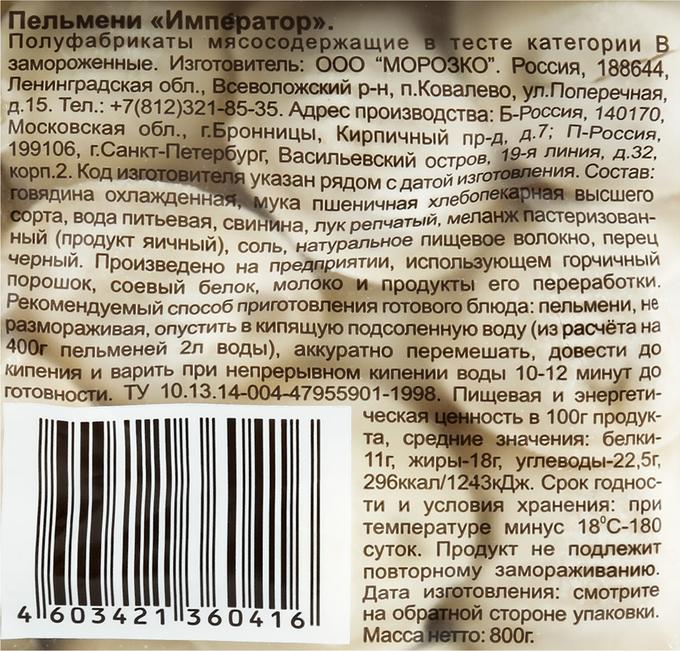 Пельмени «Император».
Полуфабрикаты мясосодержащие в тесте категории В
замороженные. Изготовитель: ООО “МОРОЗКО”. Россия, 188644,
Ленинградская обл., Всеволожский р-н, п.Ковалево, ул.Поперечная,
д.15. Тел.: +7(812)321-85-35. Адрес производства: Б-Россия, 140170,
Московская обл., г.Бронницы, Кирпичный пр-д, д.7; П-Россия,
199106, г.Санкт-Петербург, Васильевский остров, 19-я линия, д.32,
корп.2. Код изготовителя указан рядом с датой изготовления. Состав:
говядина охлажденная, мука пшеничная хлебопекарная высшего
сорта, вода питьевая, свинина, лук репчатый, меланж пастеризован-
ный (продукт яичный), соль, натуральное пищевое волокно, перец
черный. Произведено на предприятии, использующем горчичный
порошок, соевый белок, молоко и продукты его переработки.
Рекомендуемый способ приготовления готового блюда: пельмени, не
размораживая, опустить в кипящую подсоленную воду (из расчёта на
400г пельменей 2л воды), аккуратно перемешать, довести до
кипения и варить при непрерывном кипении воды 10-12 минут до
готовности. ТУ 10.13.14-004-47955901-1998. Пищевая и энергети-
ческая ценность в 100г продук-
та, средние значения: белки-
11г, жиры-18г, углеводы-22,5г,
296ккал/1243кДж. Срок годнос-
ти и условия хранения: при
температуре минус 18⁰С-180
суток. Продукт не подлежит
повторному замораживанию.
Дата изготовления: смотрите
на обратной стороне упаковки.
Масса нетто: 800г.
4 603421 360416